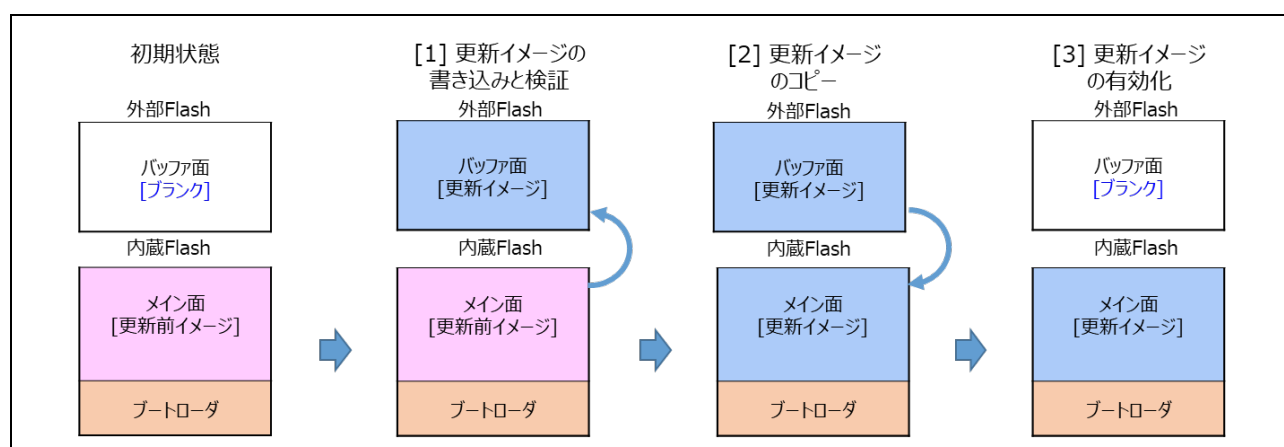 初期状態
外部Flash
バッファ面
[ブランク]
内蔵Flash
メイン面
[更新前イメージ]
ブートローダ
[1] 更新イメージの
書き込みと検証
外部Flash
バッファ面
[更新イメージ]
内蔵Flash
メイン面
[更新前イメージ]
ブートローダ
[2] 更新イメージ
のコピー
外部Flash
バッファ面
[更新イメージ]
内蔵Flash
メイン面
[更新イメージ]
ブートローダ
[3] 更新イメージ
の有効化
外部Flash
バッファ面
[ブランク]
内蔵Flash
メイン面
[更新イメージ]
ブートローダ